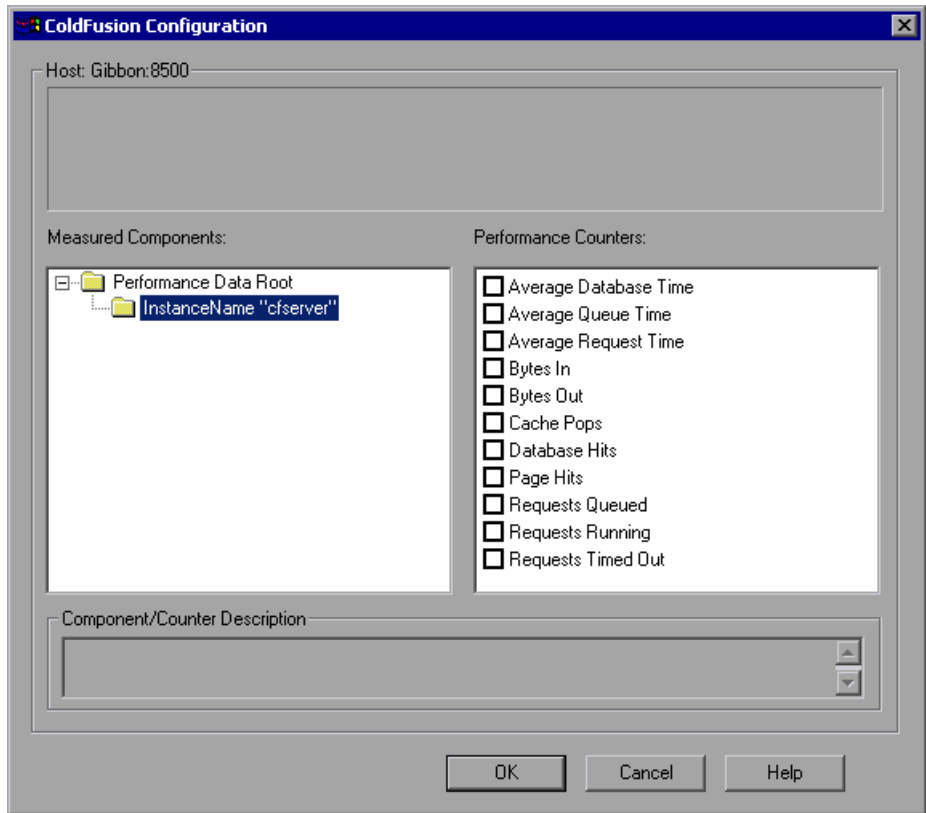 ColdFusion Configuration
Host: Gibbon:8500
Measured Components:
Performance Counters:
Performance Data Root
InstanceName "cfserver"
Average Database Time
Average Queue Time
Average Request Time
Bytes In
Bytes Out
Cache Pops
Database Hits
Page Hits
Requests Queued
Requests Running
Requests Timed Out
Component/Counter Description
OK
Cancel
Help